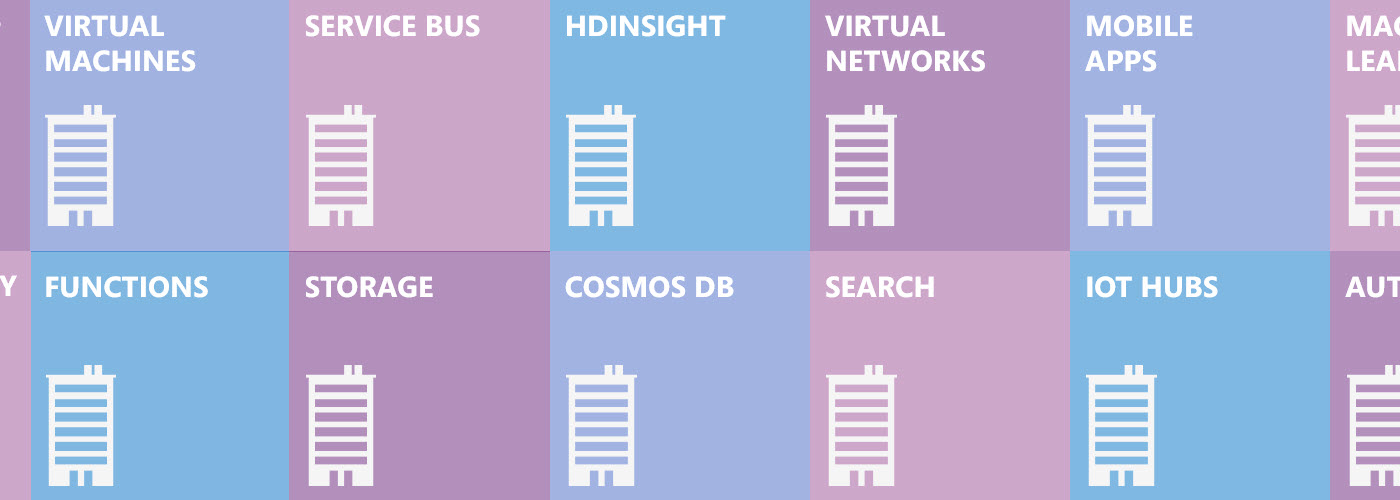 VIRTUAL
MACHINES
SERVICE BUS
HDINSIGHT
VIRTUAL
NETWORKS
MOBILE
APPS
FUNCTIONS
STORAGE
COSMOS DB
SEARCH
IOT HUBS